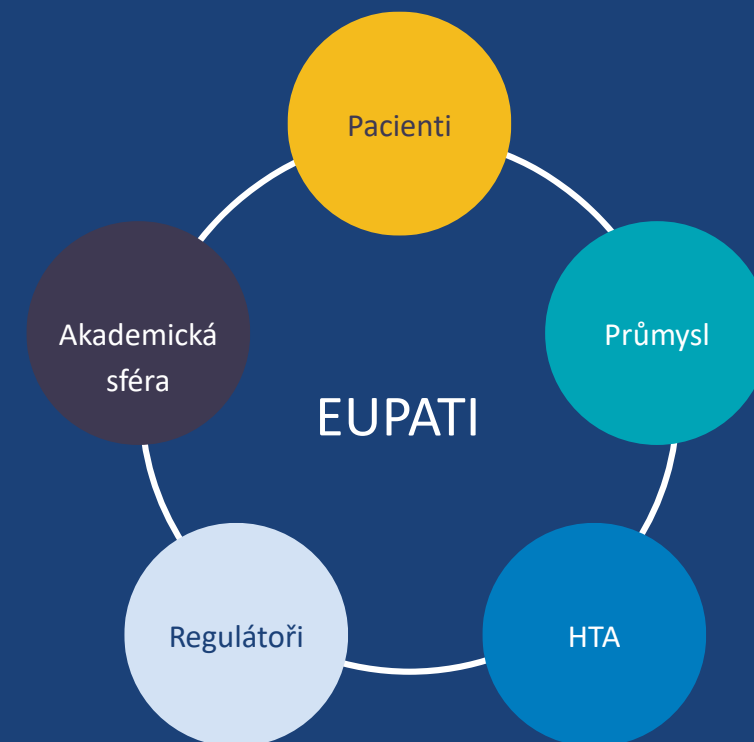 Pacienti
Akademická
sféra
Průmysl
EUPATI
Regulátoři
HTA